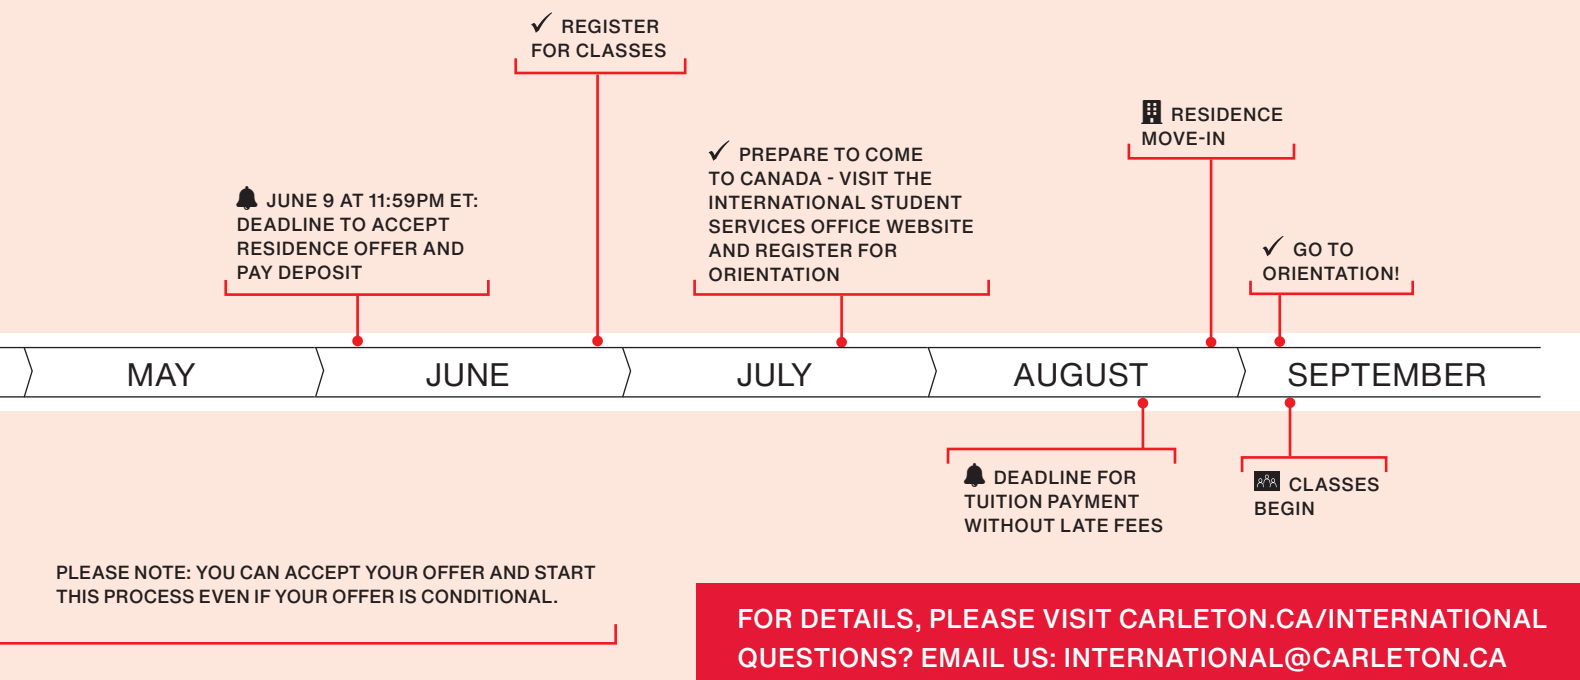 REGISTER
FOR CLASSES
JUNE 9 AT 11:59PM ET:
DEADLINE TO ACCEPT
RESIDENCE OFFER AND
PAY DEPOSIT
PREPARE TO COME
TO CANADA - VISIT THE
INTERNATIONAL STUDENT
SERVICES OFFICE WEBSITE
AND REGISTER FOR
ORIENTATION
RESIDENCE
MOVE-IN
GO TO
ORIENTATION!
MAY
JUNE
JULY
AUGUST
SEPTEMBER
DEADLINE FOR
TUITION PAYMENT
WITHOUT LATE FEES
CLASSES
BEGIN
PLEASE NOTE: YOU CAN ACCEPT YOUR OFFER AND START
THIS PROCESS EVEN IF YOUR OFFER IS CONDITIONAL.
FOR DETAILS, PLEASE VISIT CARLETON.CA/INTERNATIONAL
QUESTIONS? EMAIL US: INTERNATIONAL@CARLETON.CA